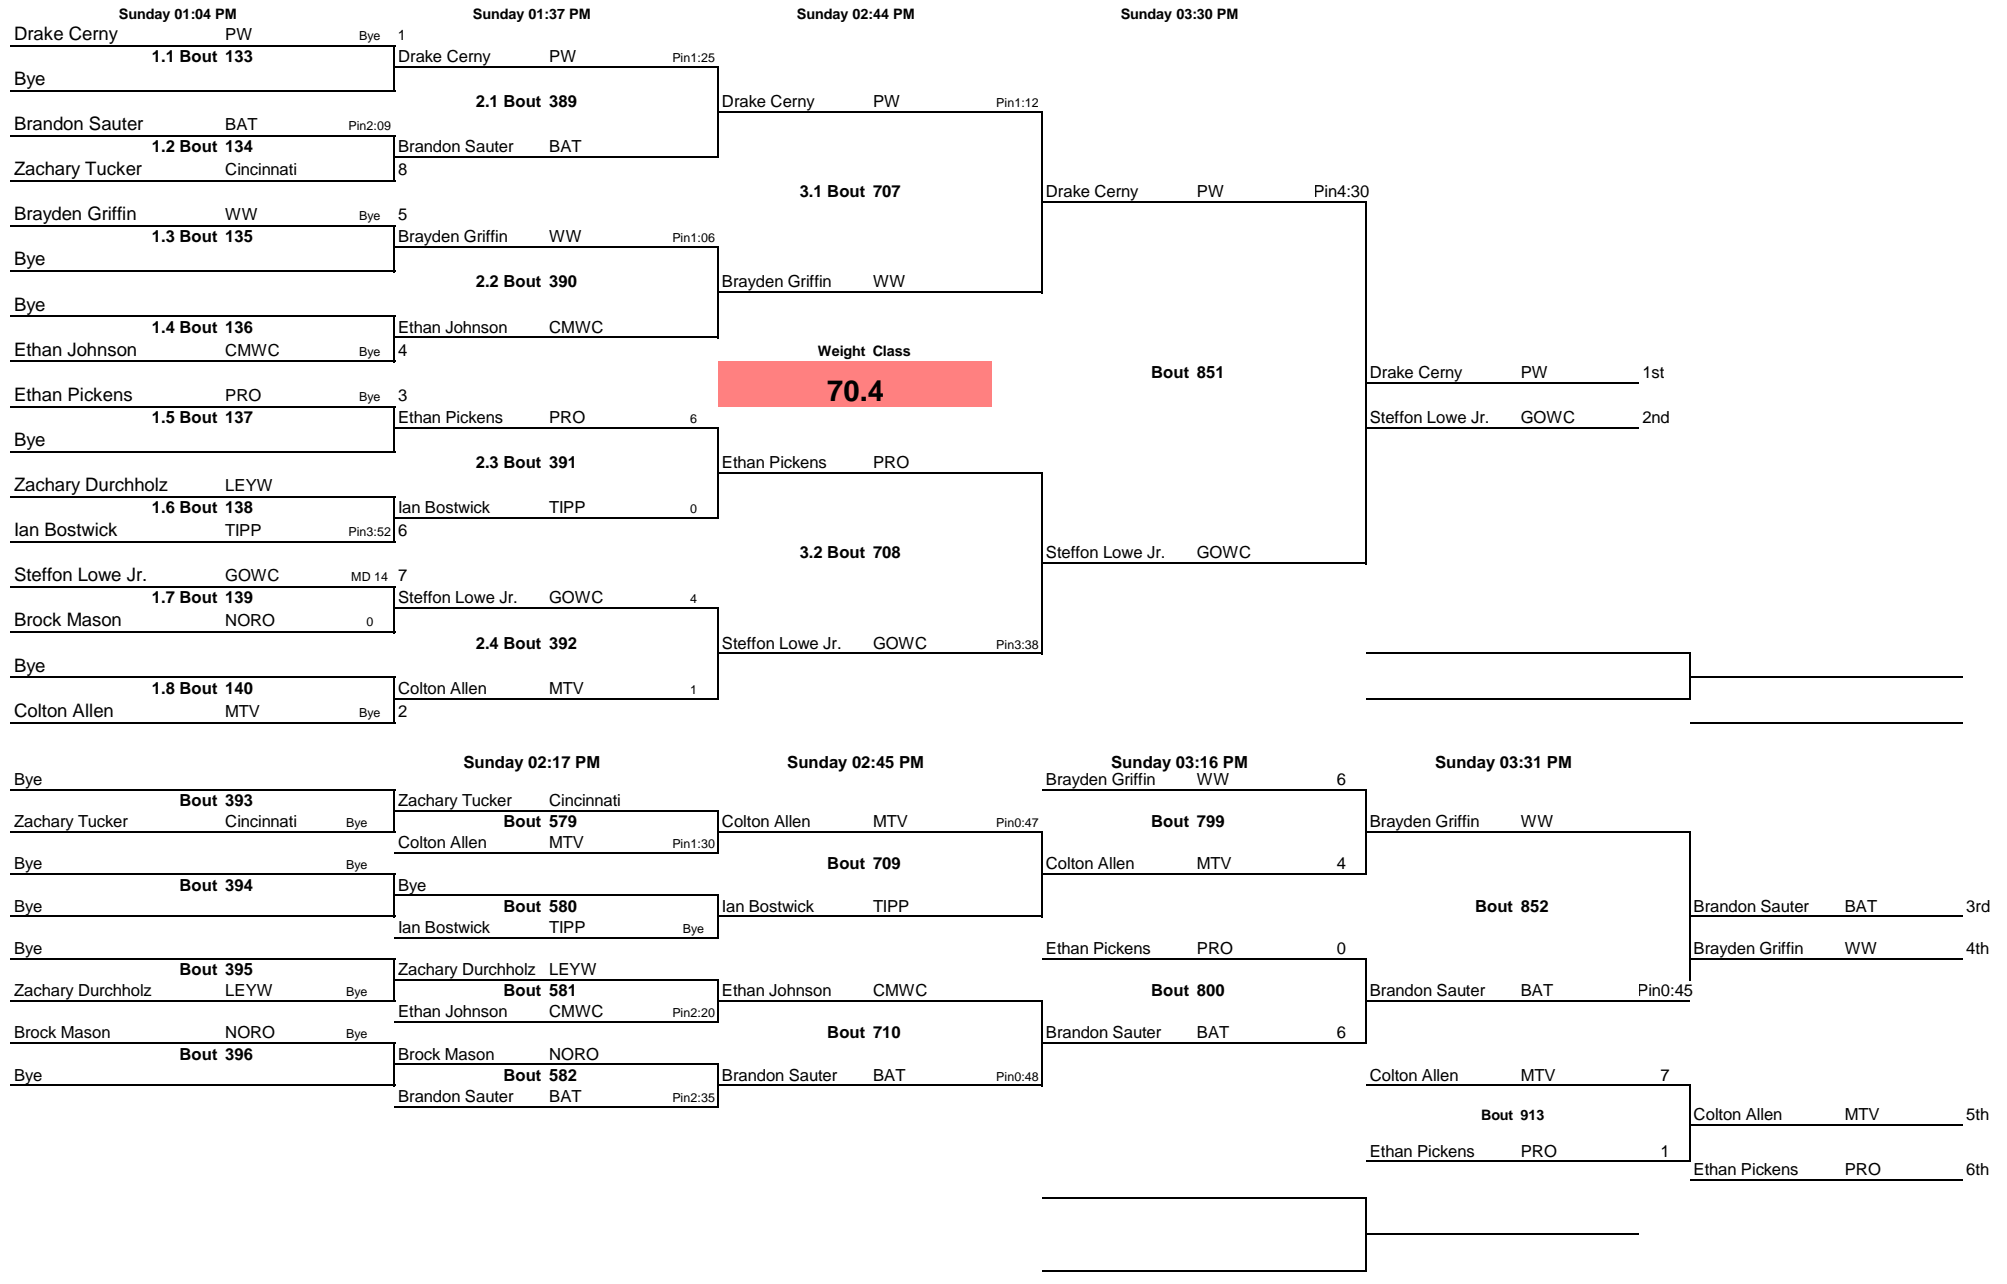 Sunday 01:04 PM Sunday 01:37 PM Sunday 02:44 PM Sunday 03:30 PM
Drake Cerny PW Bye 1
1.1 Bout 133 Drake Cerny PW Pin1:25
Bye
2.1 Bout 389 Drake Cerny PW Pin1:12
Brandon Sauter BAT Pin2:09
1.2 Bout 134 Brandon Sauter BAT
Zachary Tucker Cincinnati 8
3.1 Bout 707 Drake Cerny PW Pin4:30
Brayden Griffin WW Bye 5
1.3 Bout 135 Brayden Griffin WW Pin1:06
Bye
2.2 Bout 390 Brayden Griffin WW
Bye
1.4 Bout 136 Ethan Johnson CMWC
Ethan Johnson CMWC Bye 4 Weight Class
Bout 851 Drake Cerny PW 1st
70.4
Ethan Pickens PRO Bye 3
1.5 Bout 137 Ethan Pickens PRO 6 Steffon Lowe Jr. GOWC 2nd
Bye
2.3 Bout 391 Ethan Pickens PRO
Zachary Durchholz LEYW
1.6 Bout 138 Ian Bostwick TIPP 0
Ian Bostwick TIPP Pin3:52 6
3.2 Bout 708 Steffon Lowe Jr. GOWC
Steffon Lowe Jr. GOWC MD 14 7
1.7 Bout 139 Steffon Lowe Jr. GOWC 4
Brock Mason NORO 0
2.4 Bout 392 Steffon Lowe Jr. GOWC Pin3:38
Bye
1.8 Bout 140 Colton Allen MTV 1
Colton Allen MTV Bye 2
Sunday 02:17 PM Sunday 02:45 PM Sunday 03:16 PM Sunday 03:31 PM
Bye Brayden Griffin WW 6
Bout 393 Zachary Tucker Cincinnati
Zachary Tucker Cincinnati Bye Bout 579 Colton Allen MTV Pin0:47 Bout 799 Brayden Griffin WW
Colton Allen MTV Pin1:30
Bye Bye Bout 709 Colton Allen MTV 4
Bout 394 Bye
Bye Bout 580 Ian Bostwick TIPP Bout 852 Brandon Sauter BAT 3rd
Ian Bostwick TIPP Bye
Bye Ethan Pickens PRO 0 Brayden Griffin WW 4th
Bout 395 Zachary Durchholz LEYW
Zachary Durchholz LEYW Bye Bout 581 Ethan Johnson CMWC Bout 800 Brandon Sauter BAT Pin0:45
Ethan Johnson CMWC Pin2:20
Brock Mason NORO Bye Bout 710 Brandon Sauter BAT 6
Bout 396 Brock Mason NORO
Bye Bout 582 Brandon Sauter BAT Pin0:48 Colton Allen MTV 7
Brandon Sauter BAT Pin2:35
Bout 913 Colton Allen MTV 5th
Ethan Pickens PRO 1
Ethan Pickens PRO 6th